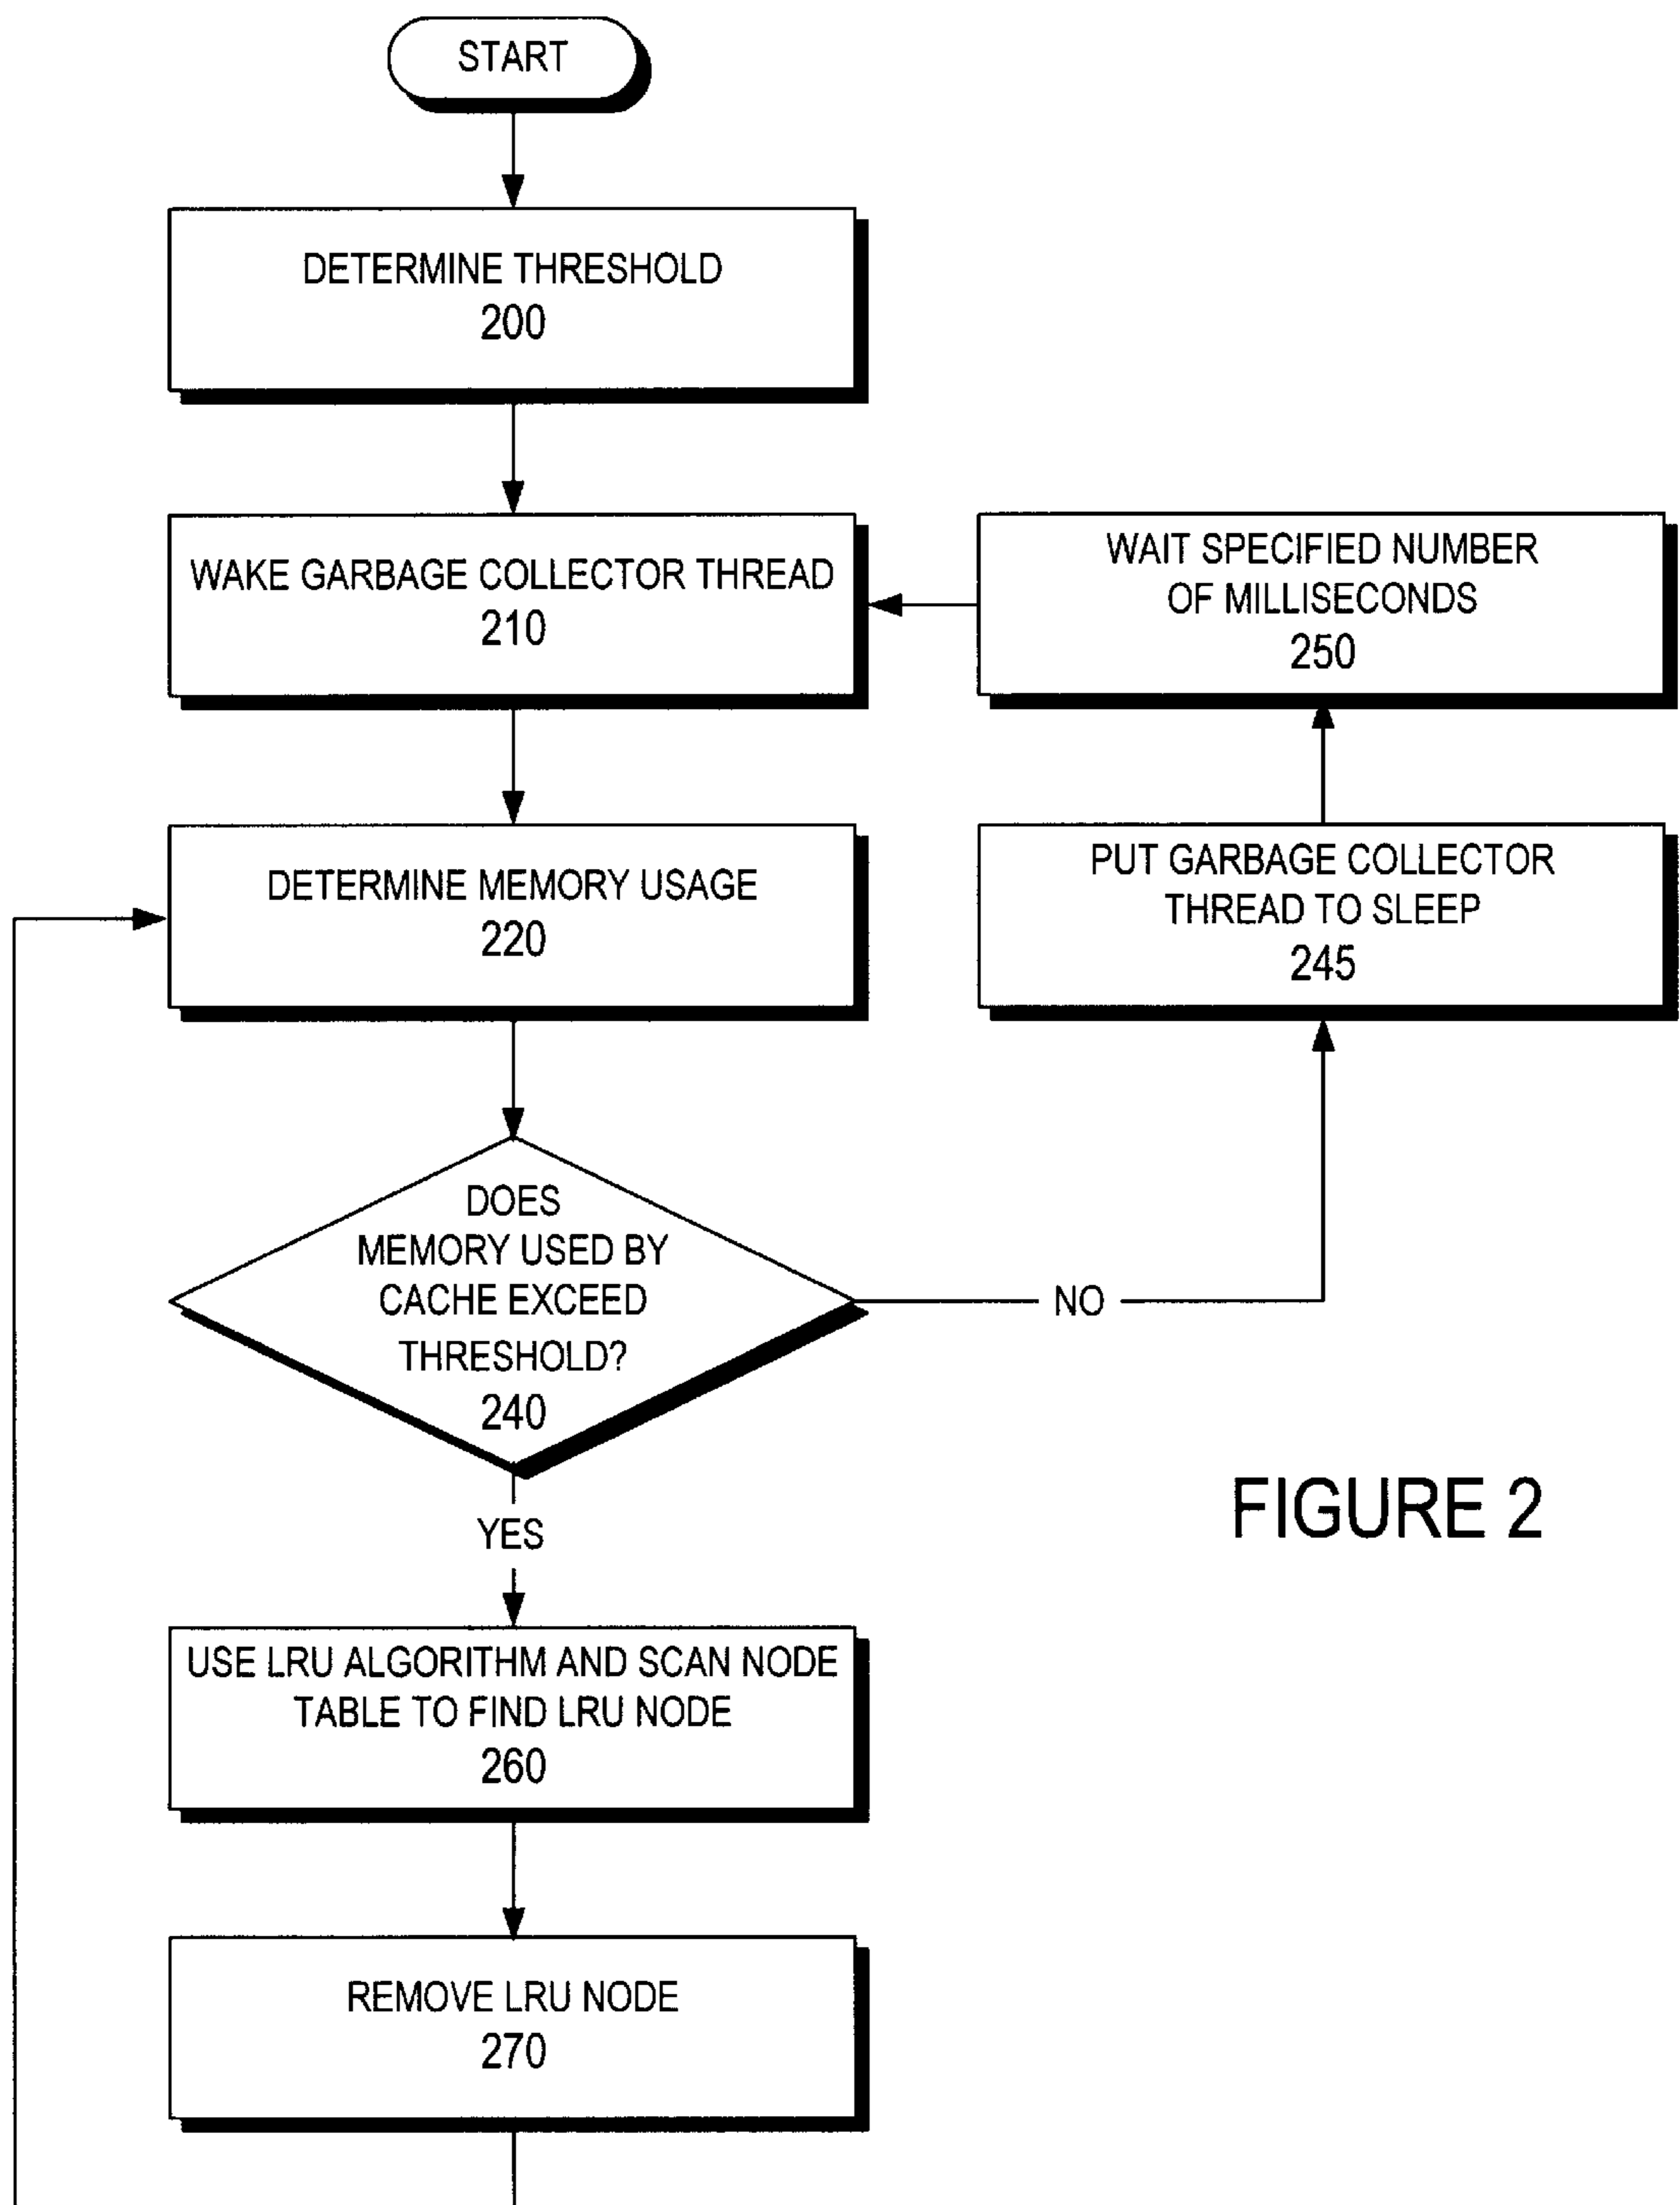 START
DETERMINE THRESHOLD
200
WAKE GARBAGE COLLECTOR THREAD
210
WAIT SPECIFIED NUMBER
OF MILLISECONDS
250
DETERMINE MEMORY USAGE
220
PUT GARBAGE COLLECTOR
THREAD TO SLEEP
245
DOES
MEMORY USED BY
CACHE EXCEED
THRESHOLD?
240
NO
YES
FIGURE 2
USE LRU ALGORITHM AND SCAN NODE
TABLE TO FIND LRU NODE
260
REMOVE LRU NODE
270